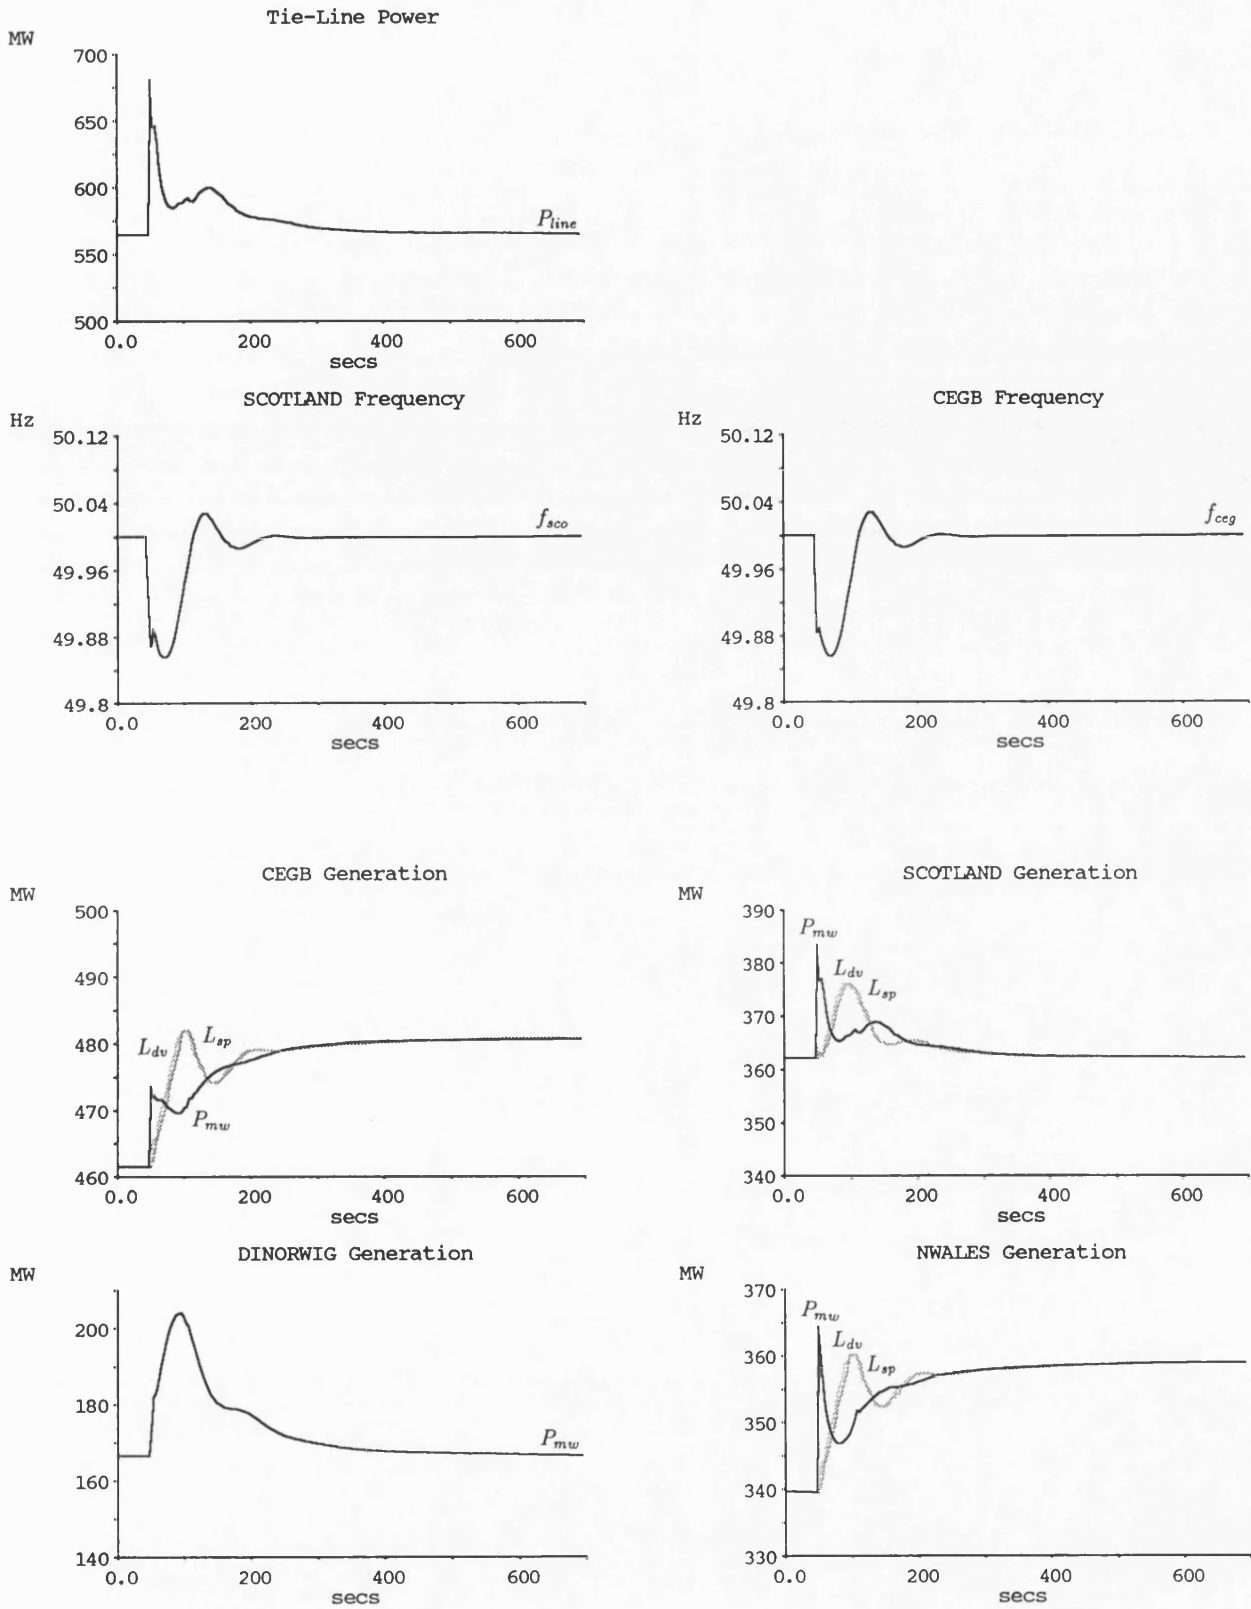 Tie-Line Power
MW
700
650
600
550
500
P_line
0.0 200 400 600
secs
SCOTLAND Frequency
Hz
50.12
50.04
49.96
49.88
49.8
f_sco
0.0 200 400 600
secs
CEGB Frequency
Hz
50.12
50.04
49.96
49.88
49.8
f_ceg
0.0 200 400 600
secs
CEGB Generation
MW
500
490
480
470
460
L_dv L_sp
P_mw
0.0 200 400 600
secs
SCOTLAND Generation
MW
390
380
370
360
350
340
P_mw
L_dv
L_sp
0.0 200 400 600
secs
DINORWIG Generation
MW
200
180
160
140
P_mw
0.0 200 400 600
secs
NWALES Generation
MW
370
360
350
340
330
P_mw
L_dv
L_sp
0.0 200 400 600
secs